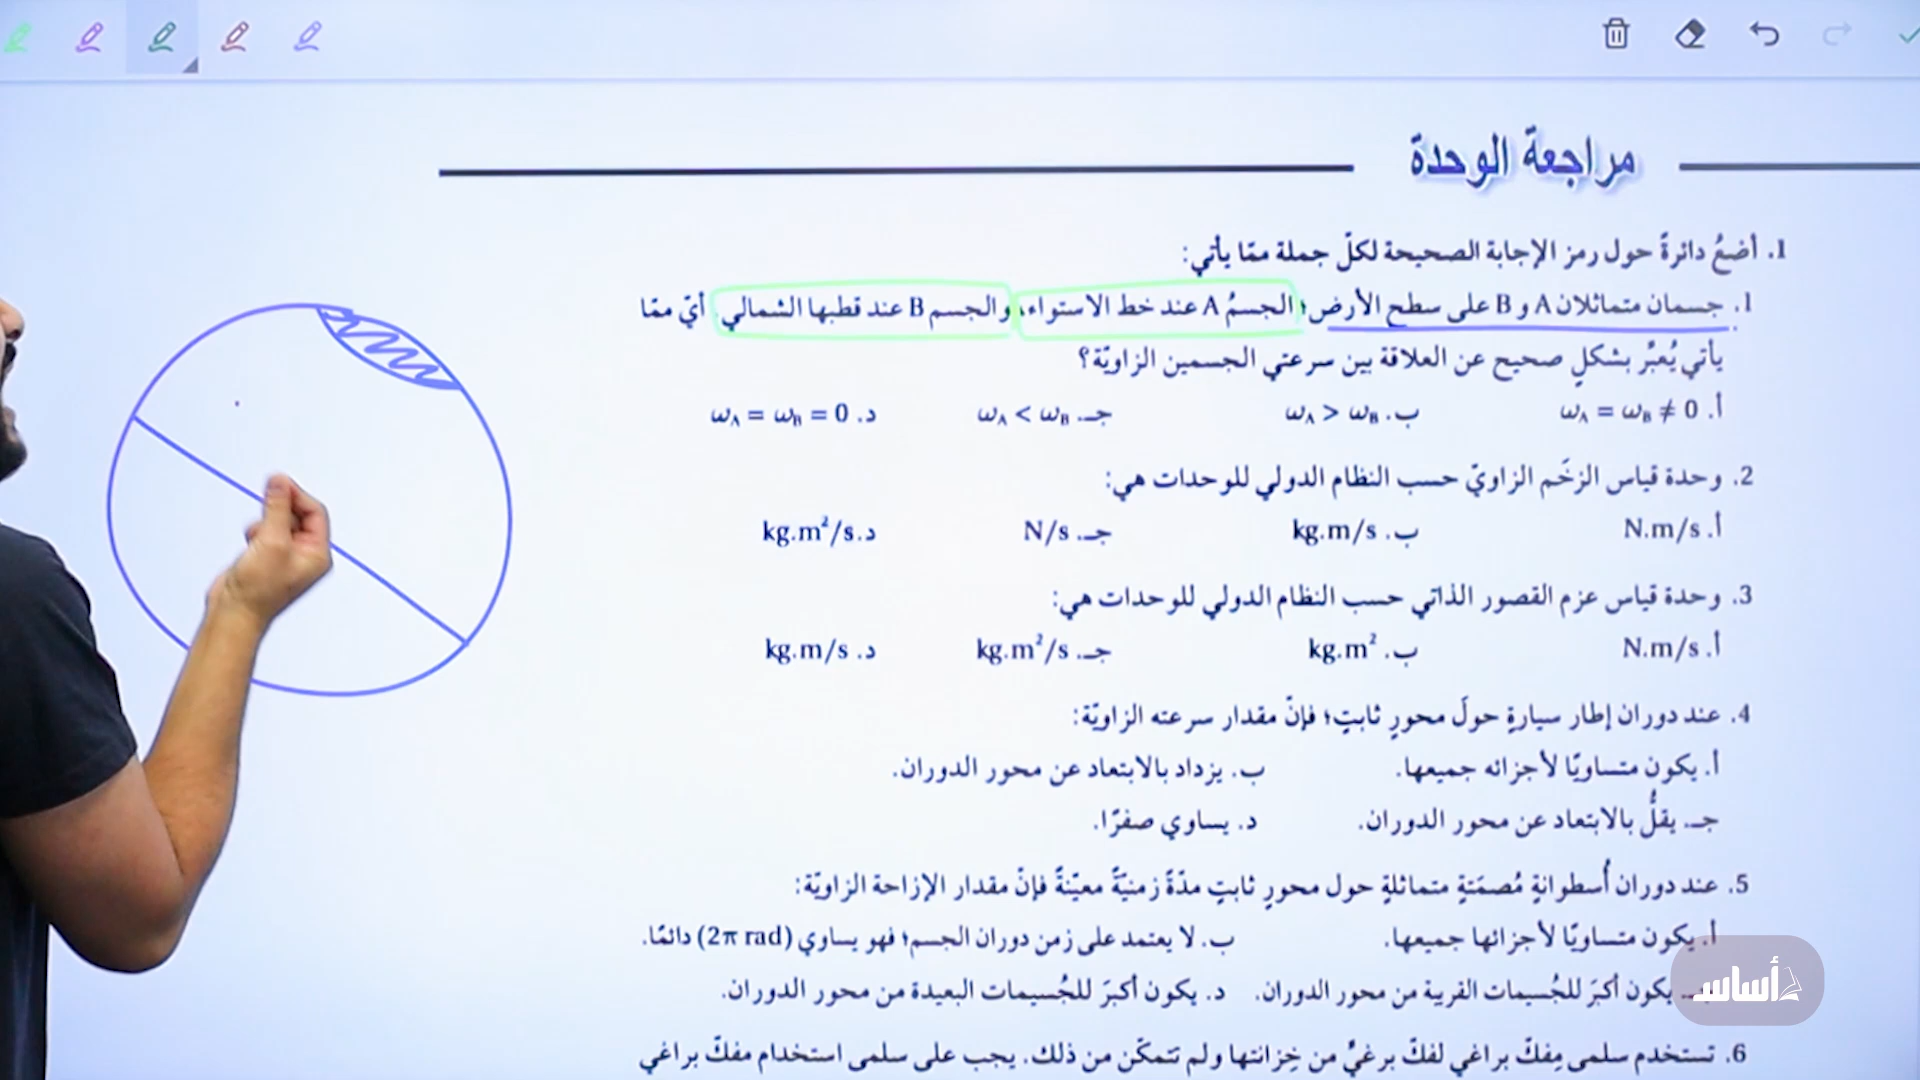 مراجعة الوحدة
1. أضعُ دائرةً حول رمز الإجابة الصحيحة لكلّ جملة ممّا يأتي:
1. جسمان متماثلان A و B على سطح الأرض؛ الجسمُ A عند خط الاستواء، والجسم B عند قطبها الشمالي. أيّ ممّا
يأتي يُعبِّر بشكلٍ صحيح عن العلاقة بين سرعتي الجسمين الزاويّة؟
أ. ωA = ωB ≠ 0 ب. ωA > ωB جـ. ωA < ωB د. ωA = ωB = 0
2. وحدة قياس الزخَم الزاويّ حسب النظام الدولي للوحدات هي:
أ. N.m/s ب. kg.m/s جـ. N/s د. kg.m²/s
3. وحدة قياس عزم القصور الذاتي حسب النظام الدولي للوحدات هي:
أ. N.m/s ب. kg.m² جـ. kg.m²/s د. kg.m/s
4. عند دوران إطار سيارةٍ حولَ محورٍ ثابتٍ؛ فإنّ مقدار سرعته الزاويّة:
أ. يكون متساويًا لأجزائه جميعها. ب. يزداد بالابتعاد عن محور الدوران.
جـ. يقلُّ بالابتعاد عن محور الدوران. د. يساوي صفرًا.
5. عند دوران أُسطوانةٍ مُصمَتةٍ متماثلةٍ حول محورٍ ثابتٍ مدّةً زمنيّةً معيّنةً فإنّ مقدار الإزاحة الزاويّة:
أ. يكون متساويًا لأجزائها جميعها. ب. لا يعتمد على زمن دوران الجسم؛ فهو يساوي (2π rad) دائمًا.
جـ. يكون أكبرَ للجُسيمات القريبة من محور الدوران. د. يكون أكبرَ للجُسيمات البعيدة من محور الدوران.
أساس
6. تستخدم سلمى مِفكّ براغي لفكّ برغيٍّ من خِزانتها ولم تتمكّن من ذلك. يجب على سلمى استخدام مفكّ براغي